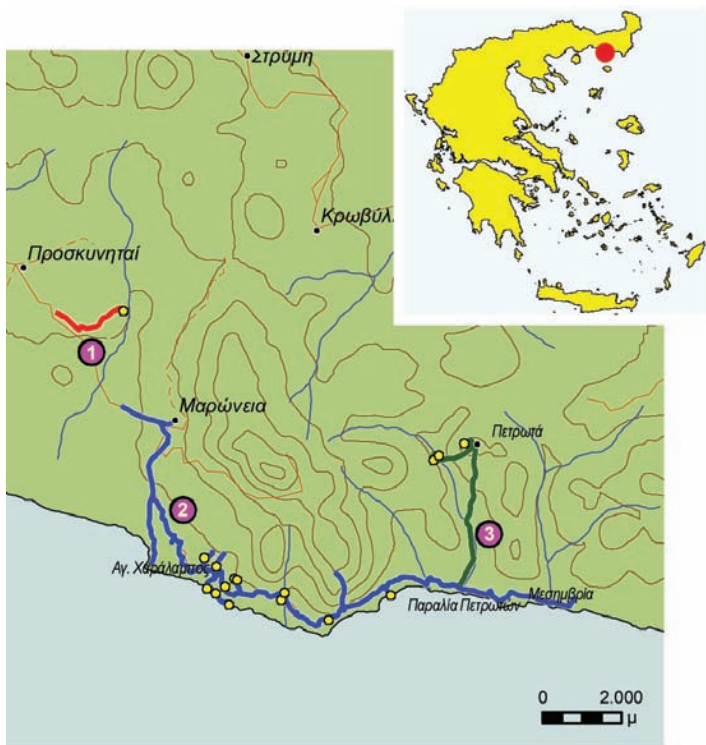 Στρύμη
Κρωβύλ
Προσκυνηταί
1
Μαρώνεια
Πετρωτά
2
3
Αγ. Χαράλαμπος
Μεσημβρία
Παραλία Πετρωτών
0 2.000
μ